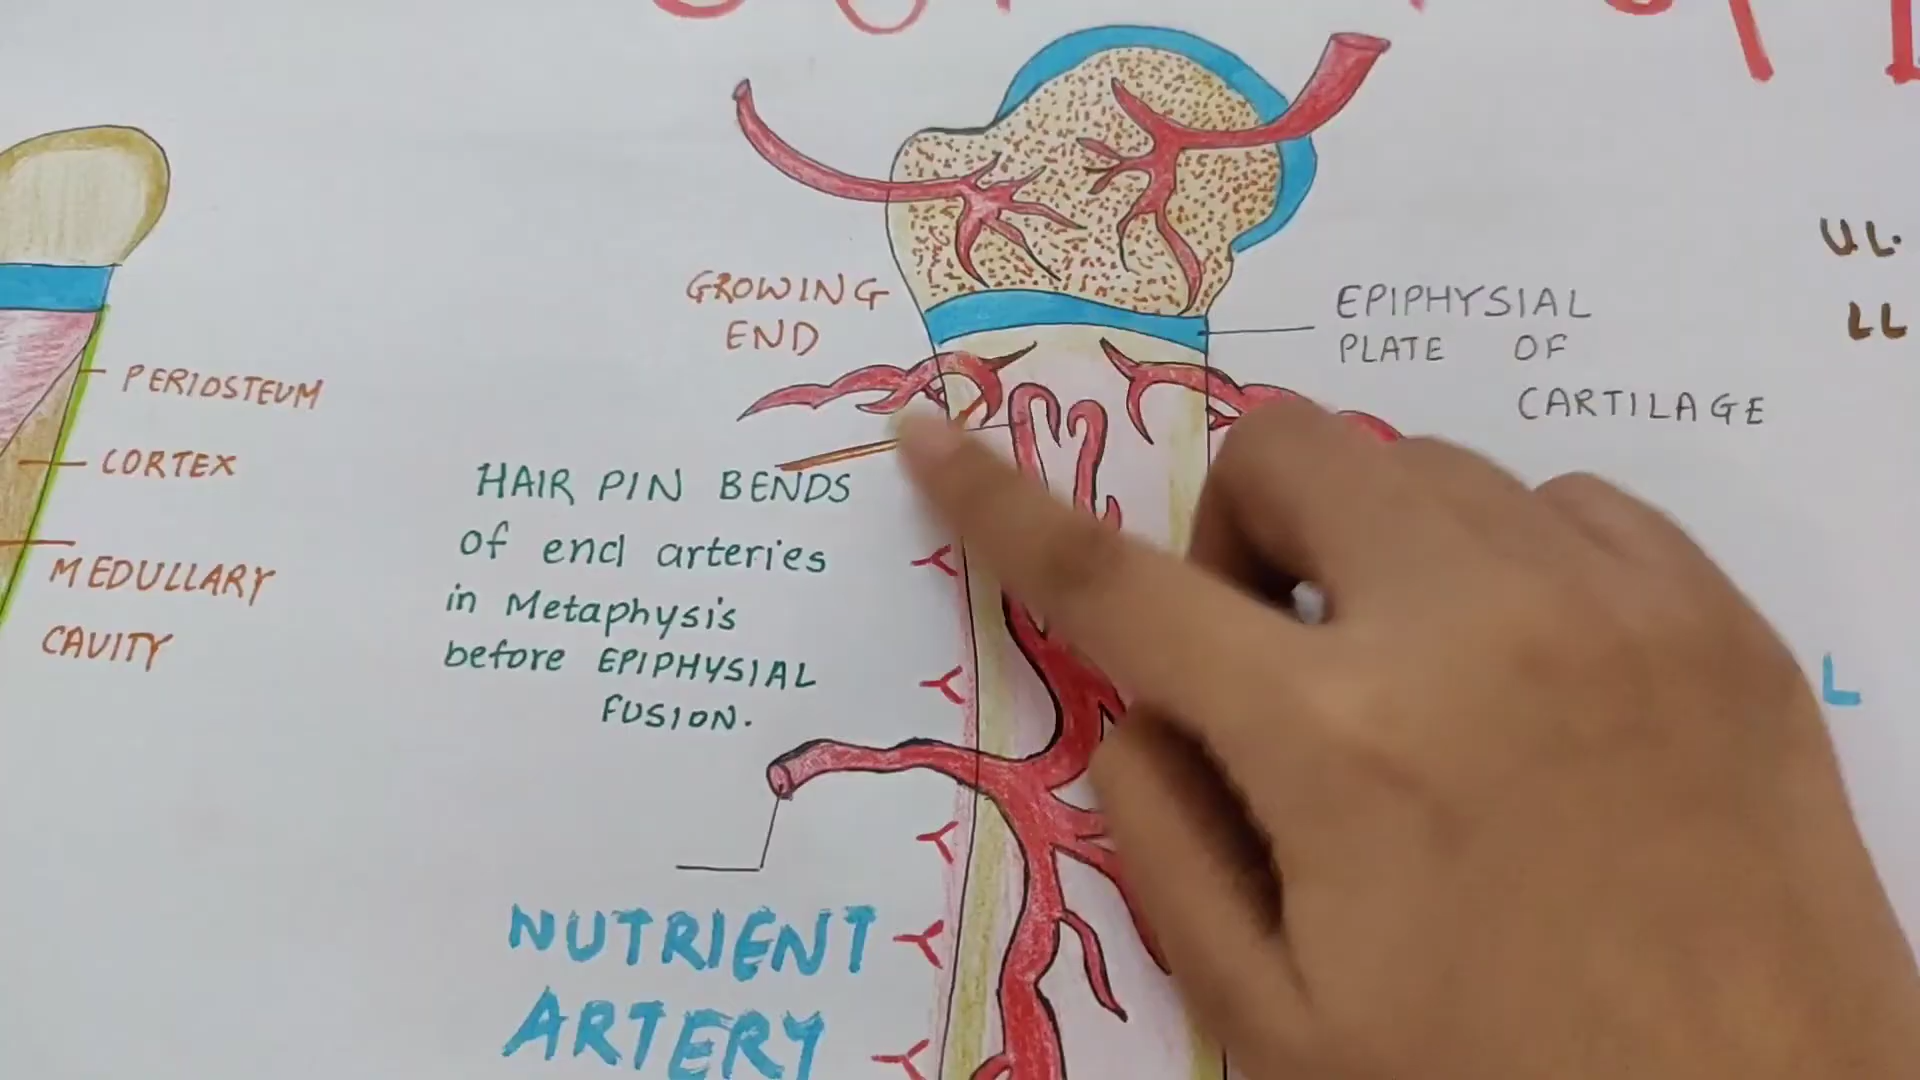 PERIOSTEUM
CORTEX
MEDULLARY
CAVITY
GROWING
END
HAIR PIN BENDS
of end arteries
in Metaphysis
before EPIPHYSIAL
FUSION.
NUTRIENT
ARTERY
EPIPHYSIAL
PLATE OF
CARTILAGE
UL.
LL
L